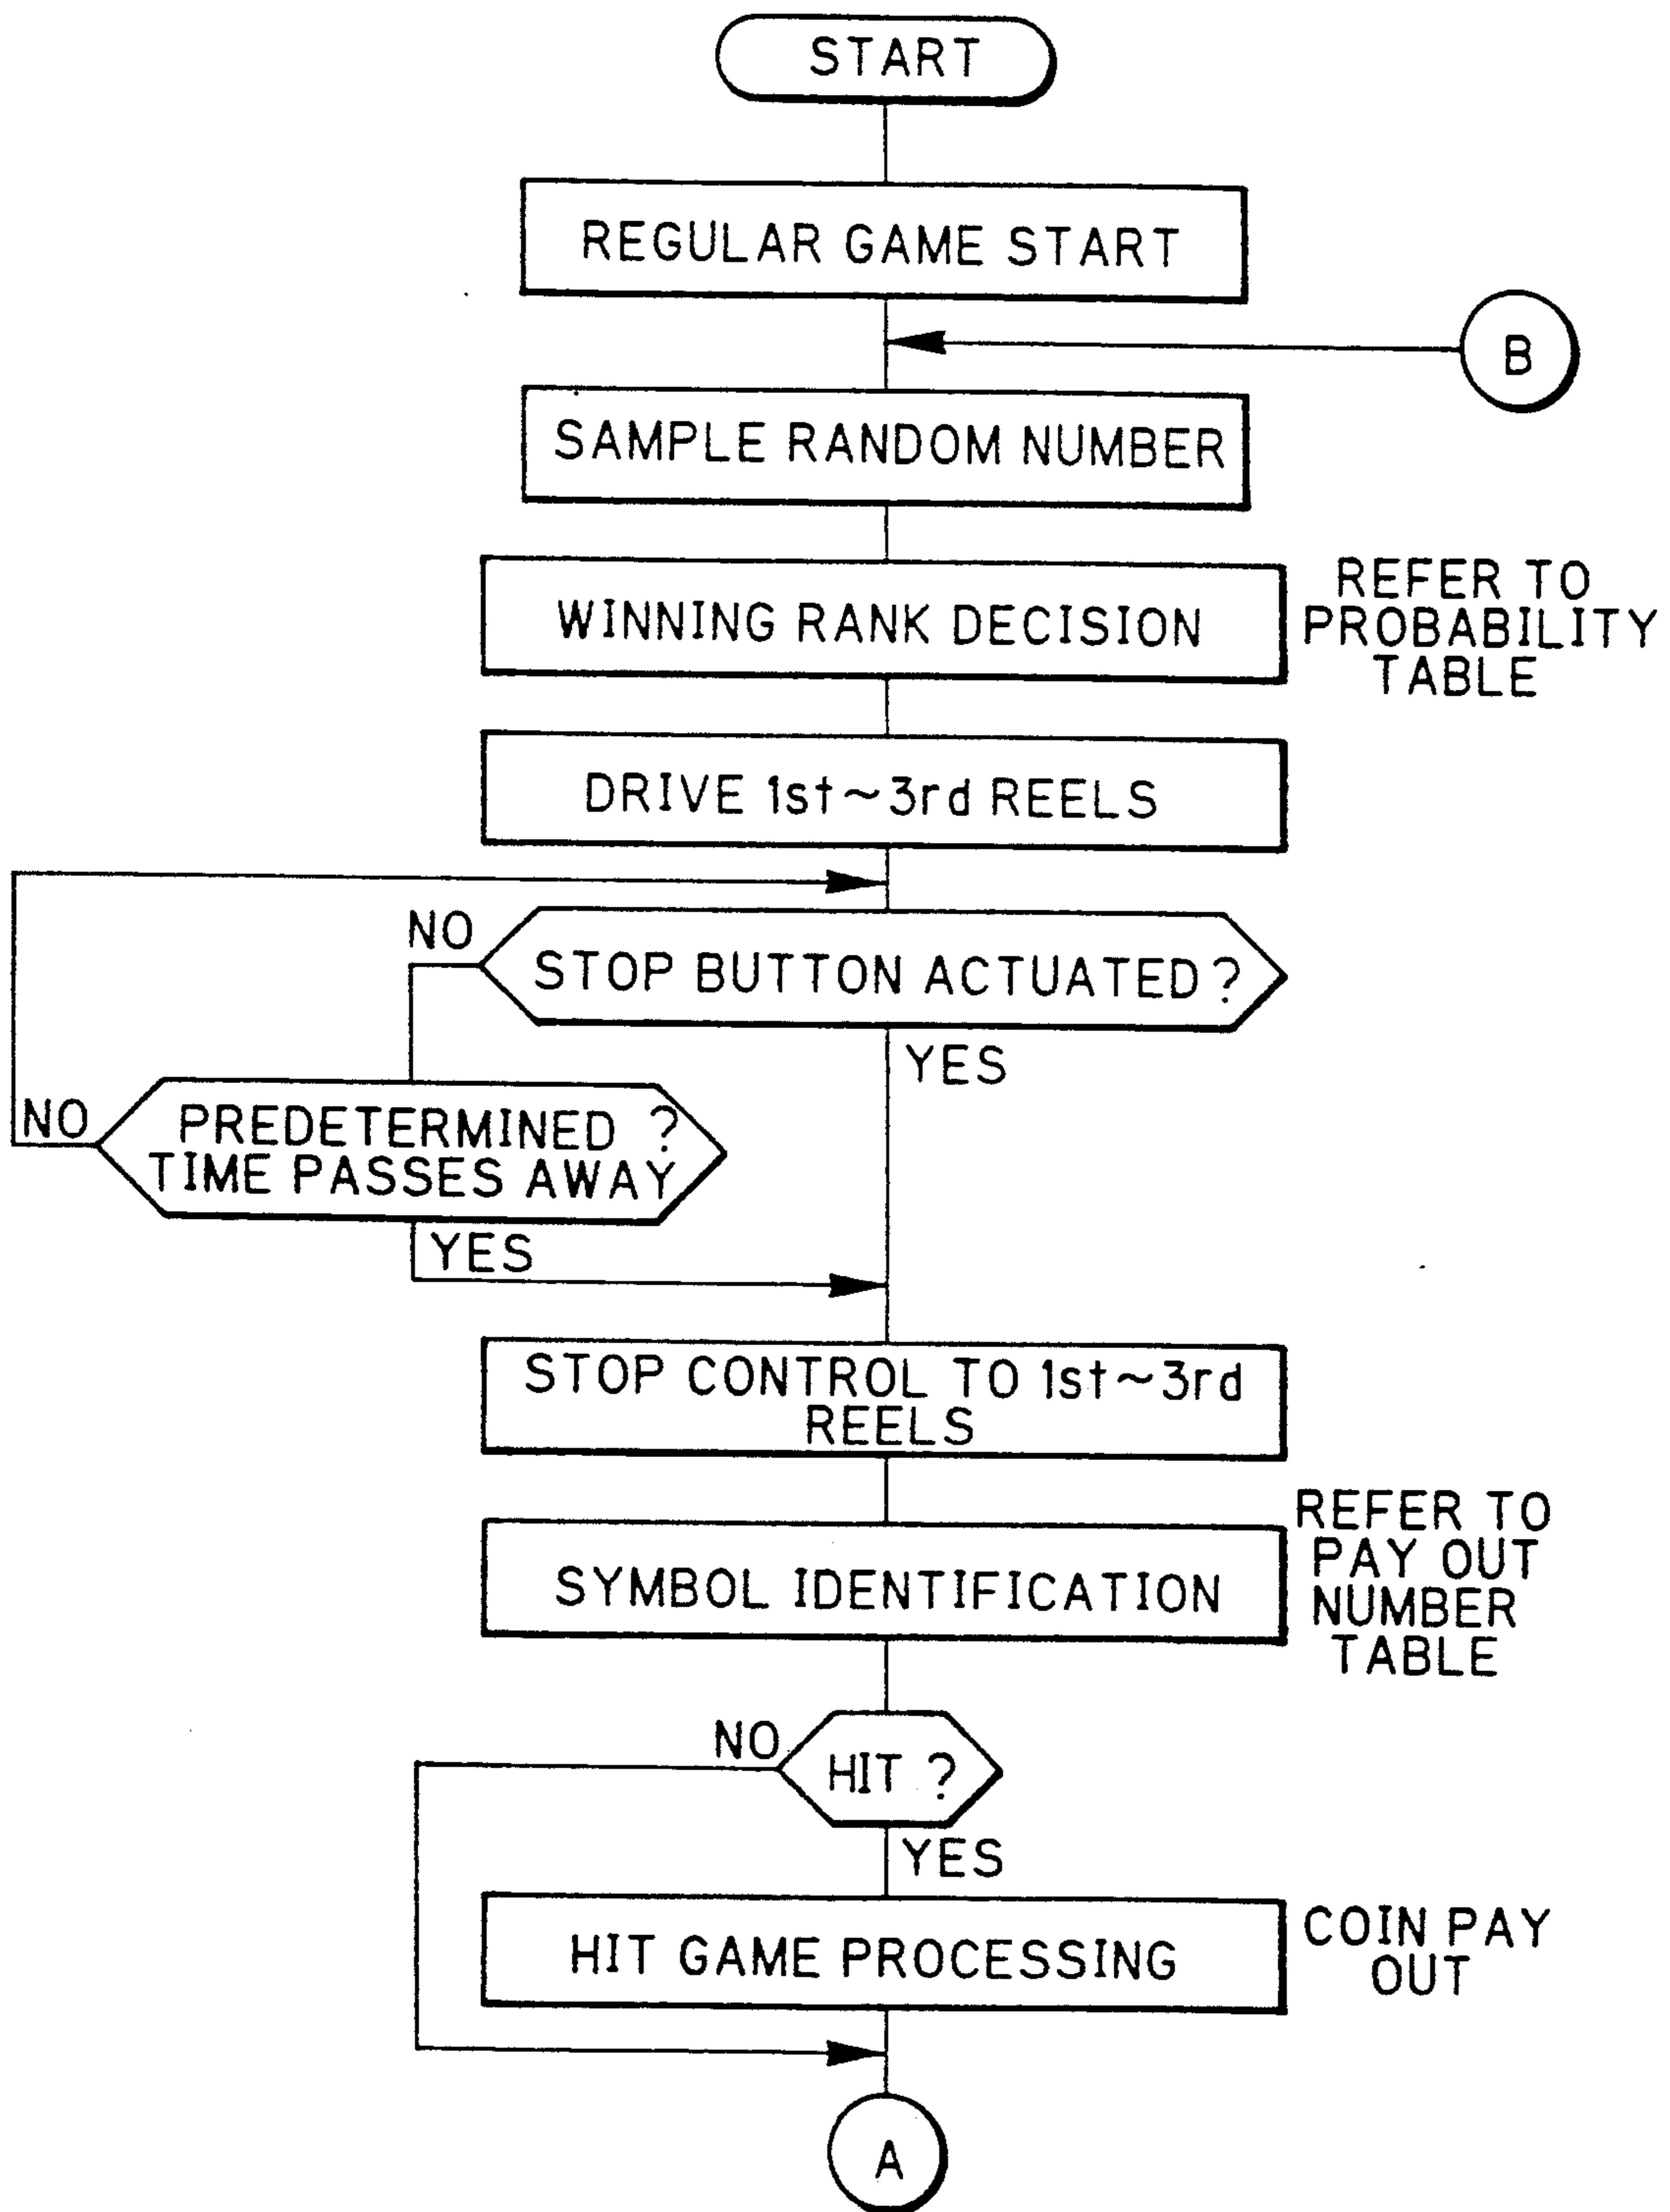 START
REGULAR GAME START
B
SAMPLE RANDOM NUMBER
WINNING RANK DECISION
REFER TO
PROBABILITY
TABLE
DRIVE 1st~3rd REELS
NO
STOP BUTTON ACTUATED ?
YES
NO
PREDETERMINED ?
TIME PASSES AWAY
YES
STOP CONTROL TO 1st~3rd
REELS
SYMBOL IDENTIFICATION
REFER TO
PAY OUT
NUMBER
TABLE
NO
HIT ?
YES
HIT GAME PROCESSING
COIN PAY
OUT
A